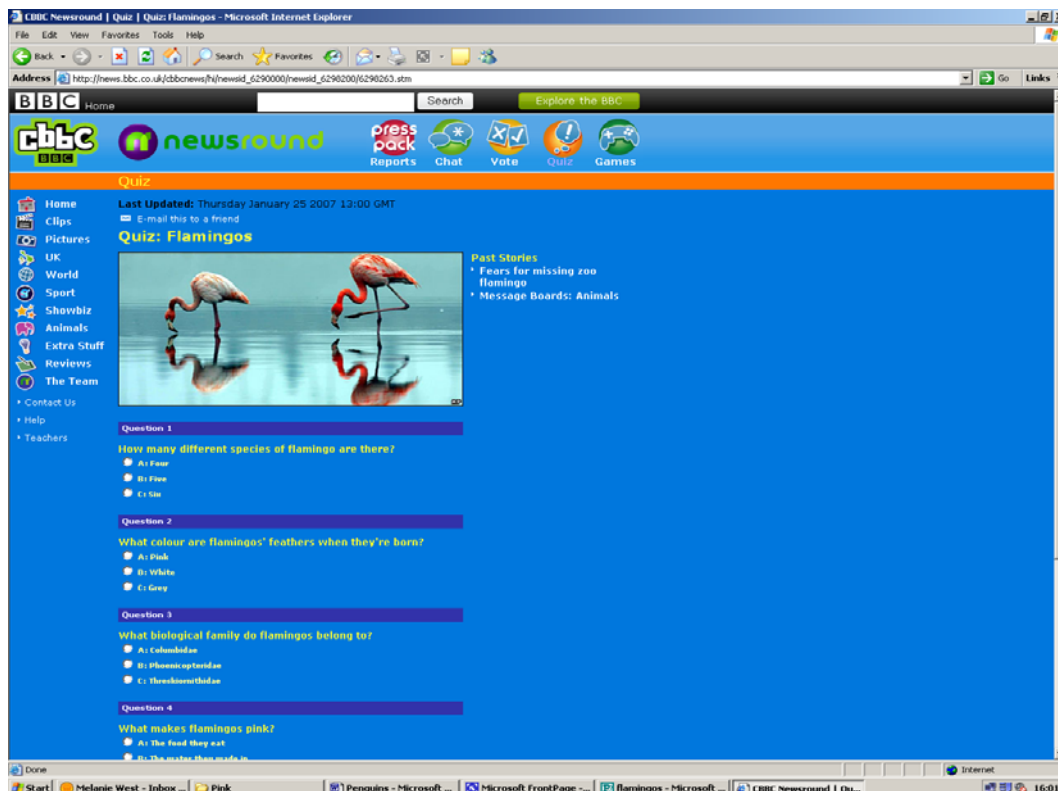 CBBC Newsround | Quiz | Quiz: Flamingos - Microsoft Internet Explorer
File Edit View Favorites Tools Help
Back Search Favorites
Address http://news.bbc.co.uk/cbbcnews/hi/newsid_6290000/newsid_6298200/6298263.stm Go Links
BBC Home Search Explore the BBC
cbbc BBC newsround press pack
Reports Chat Vote Quiz Games
Quiz
Home
Clips
Pictures
UK
World
Sport
Showbiz
Animals
Extra Stuff
Reviews
The Team
Contact Us
Help
Teachers
Last Updated: Thursday January 25 2007 13:00 GMT
E-mail this to a friend
Quiz: Flamingos
Past Stories
Fears for missing zoo
flamingo
Message Boards: Animals
Question 1
How many different species of flamingo are there?
A: Four
B: Five
C: Six
Question 2
What colour are flamingos' feathers when they're born?
A: Pink
B: White
C: Grey
Question 3
What biological family do flamingos belong to?
A: Columbidae
B: Phoenicopteridae
C: Threskiornithidae
Question 4
What makes flamingos pink?
A: The food they eat
B: The water they wade in
Done Internet
Start Melanie West - Inbox ... Pink Penguins - Microsoft ... Microsoft FrontPage -... flamingos - Microsoft ... CBBC Newsround | Qu... 16:01